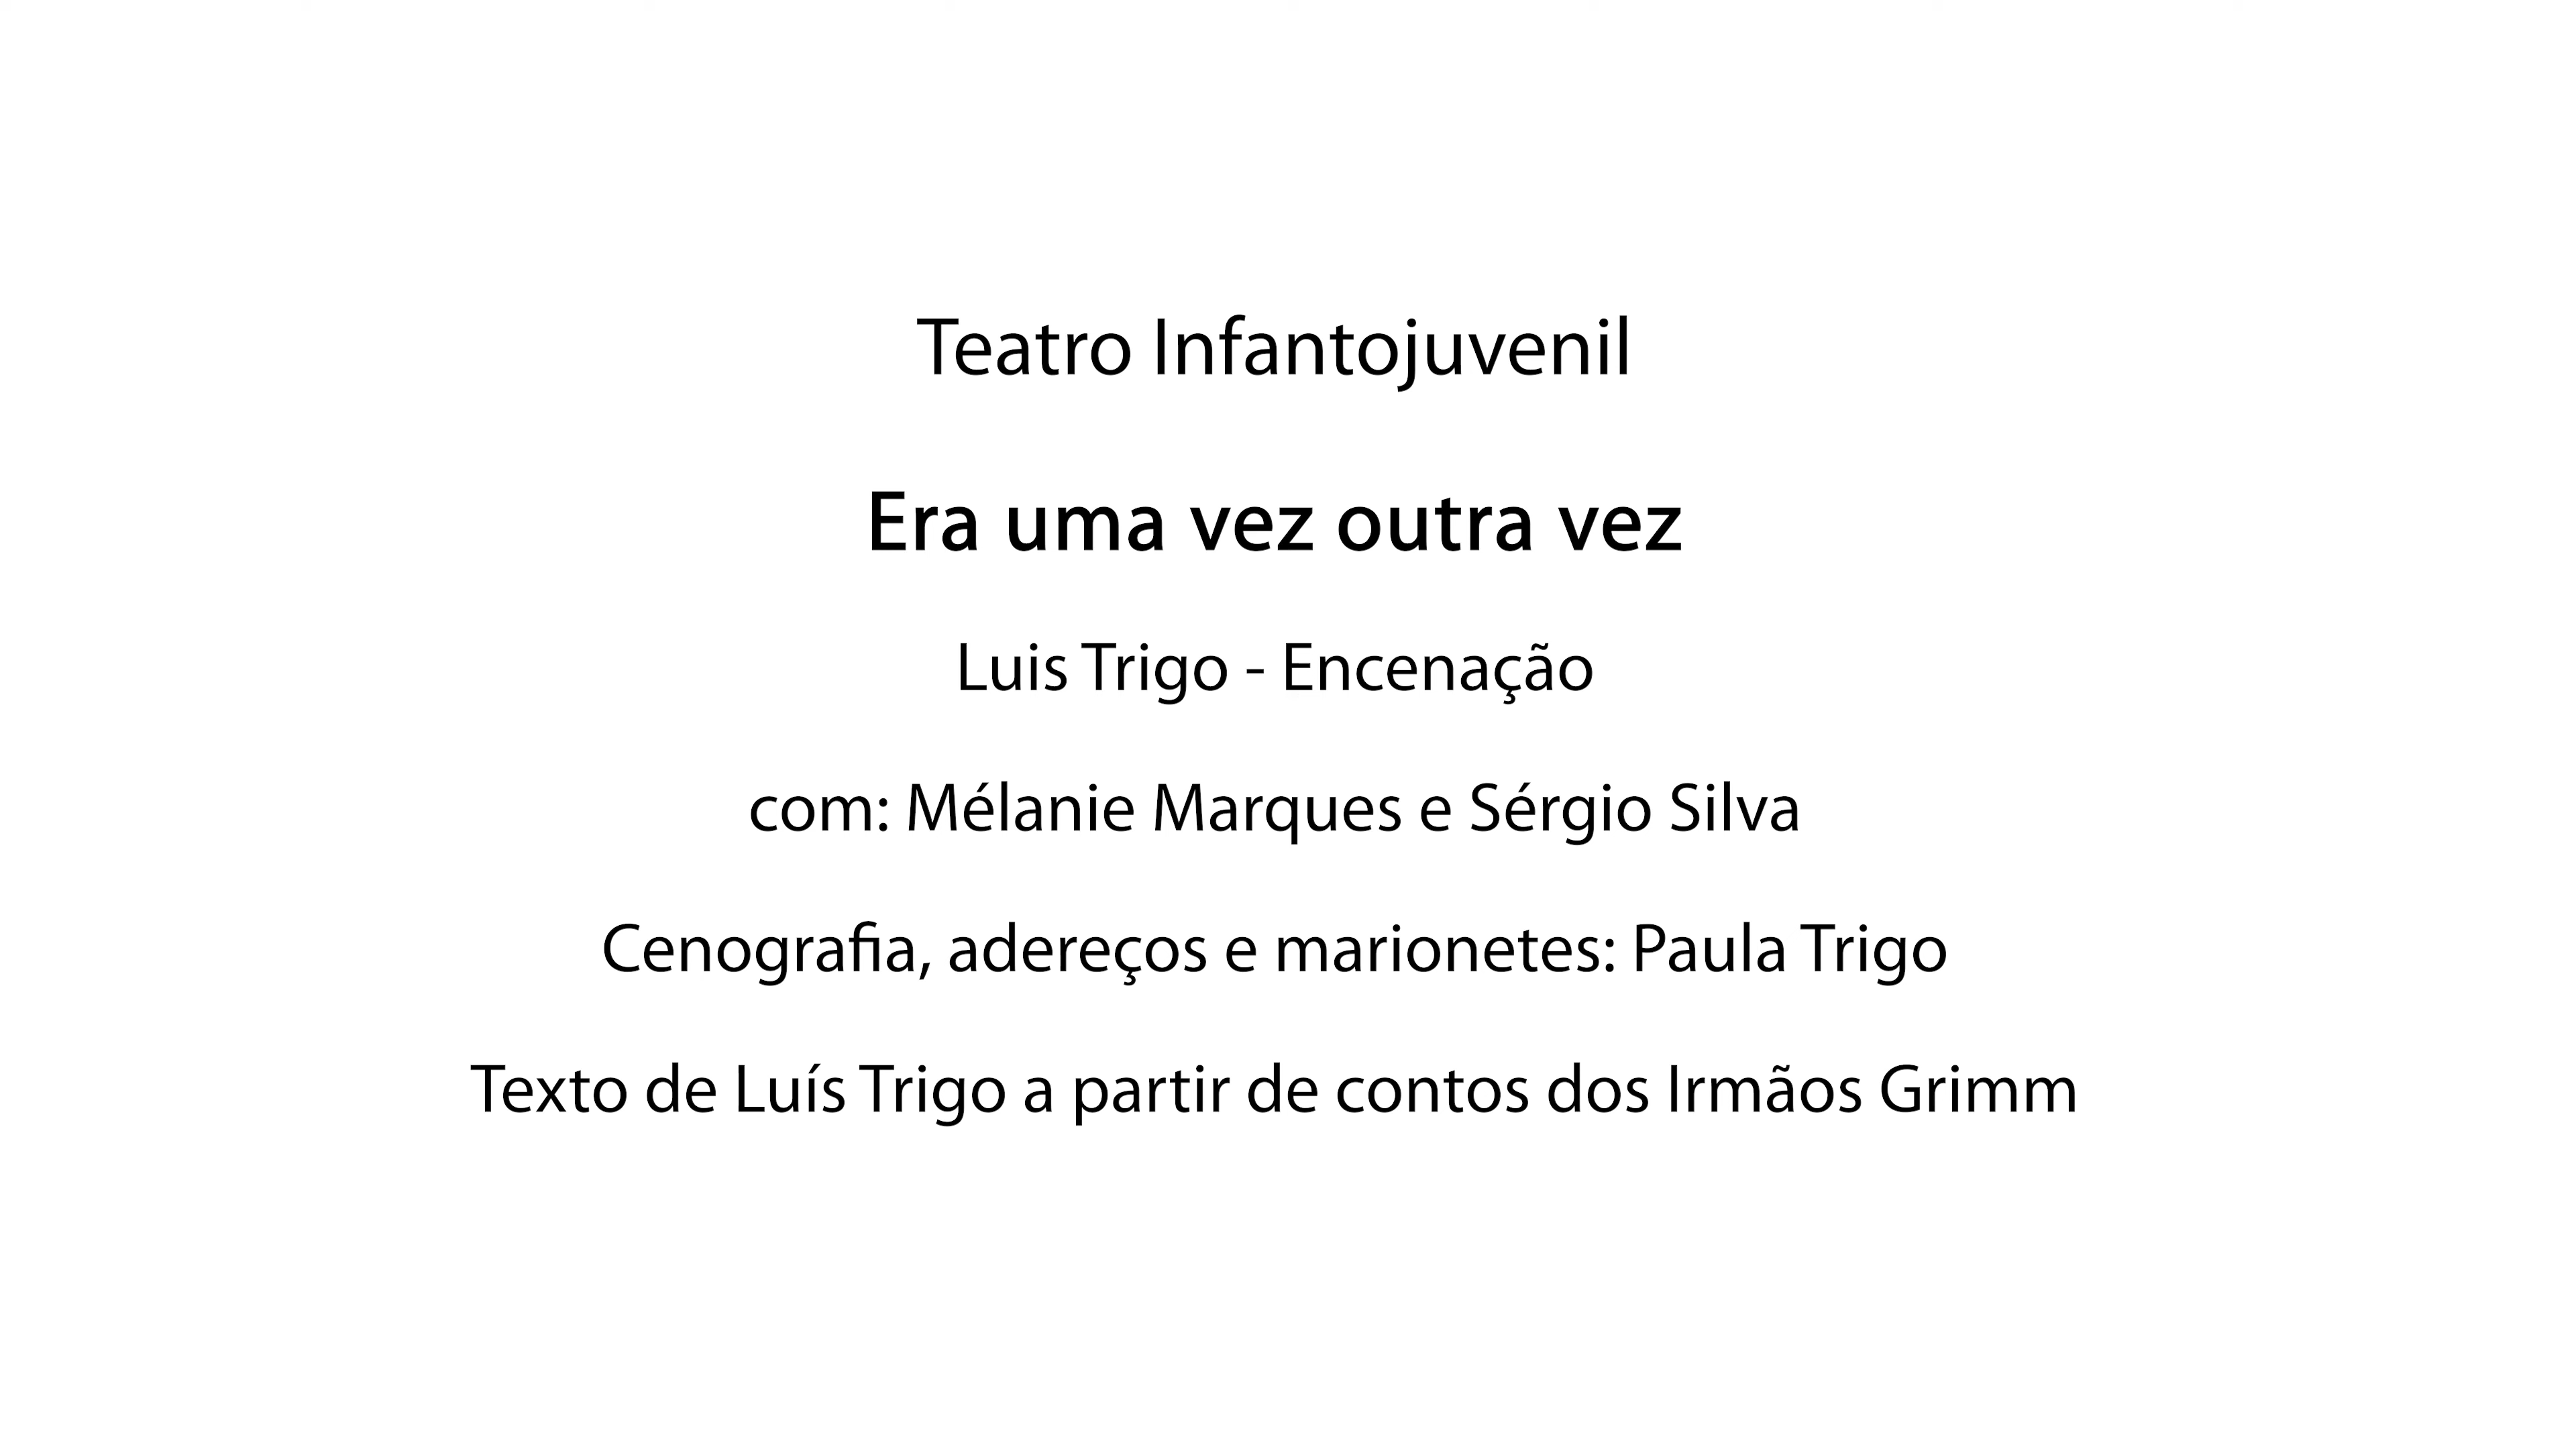 Teatro Infantojuvenil
Era uma vez outra vez
Luis Trigo - Encenação
com: Mélanie Marques e Sérgio Silva
Cenografia, adereços e marionetes: Paula Trigo
Texto de Luís Trigo a partir de contos dos Irmãos Grimm